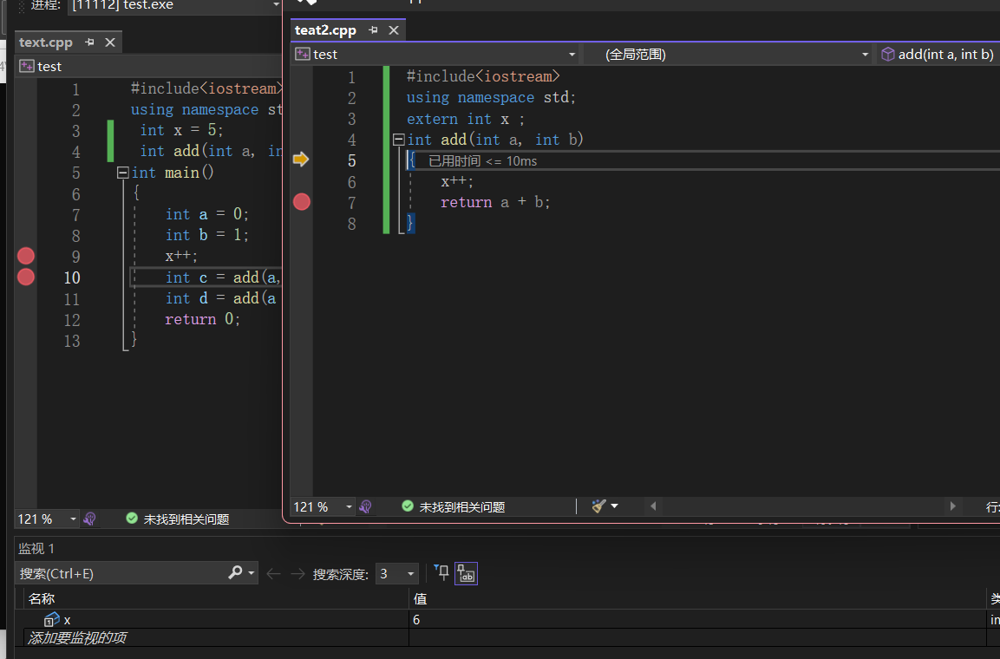 进程: [11112] test.exe
text.cpp
test
1 #include<iostream>
2 using namespace st
3 int x = 5;
4 int add(int a, in
5 int main()
6 {
7 int a = 0;
8 int b = 1;
9 x++;
10 int c = add(a,
11 int d = add(a
12 return 0;
13 }
121 %
未找到相关问题
teat2.cpp
test
(全局范围)
add(int a, int b)
1 #include<iostream>
2 using namespace std;
3 extern int x ;
4 int add(int a, int b)
5 { 已用时间 <= 10ms
6 x++;
7 return a + b;
8 }
121 %
未找到相关问题
行:
监视 1
搜索(Ctrl+E)
搜索深度: 3
名称 值 类
x 6 in
添加要监视的项